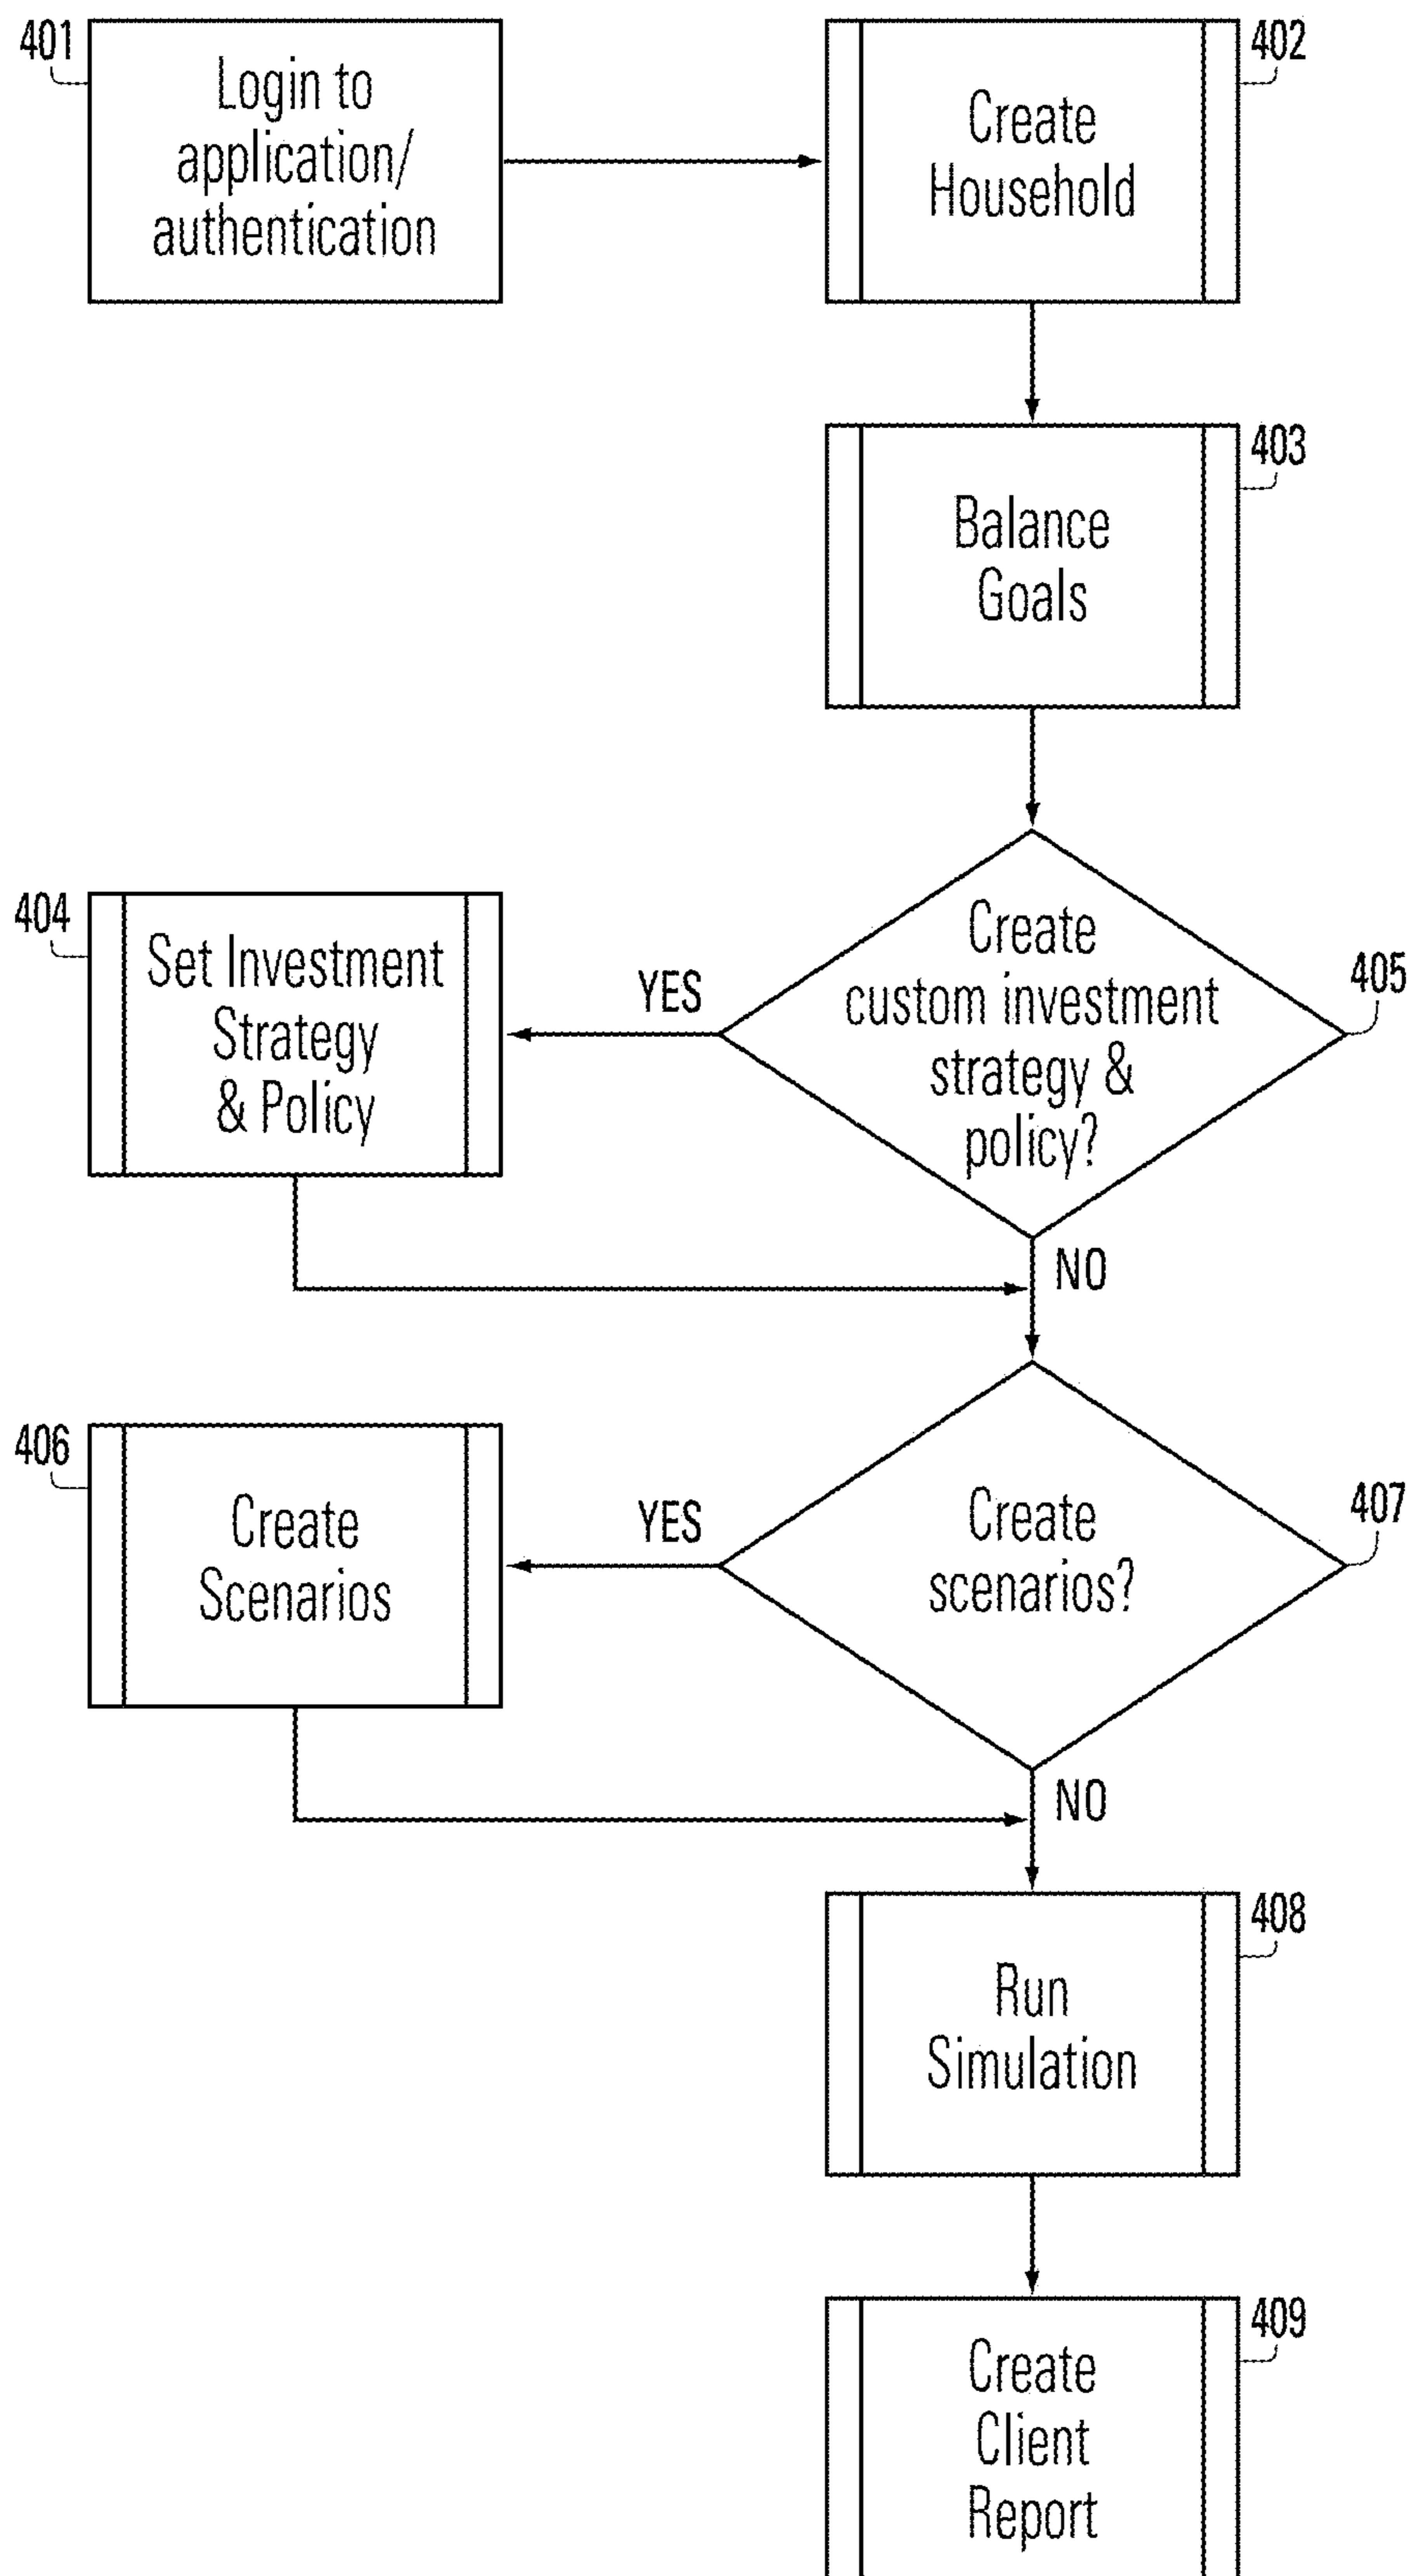 401
Login to
application/
authentication
402
Create
Household
403
Balance
Goals
404
Set Investment
Strategy
& Policy
YES
Create
custom investment
strategy &
policy?
405
NO
406
Create
Scenarios
YES
Create
scenarios?
407
NO
408
Run
Simulation
409
Create
Client
Report